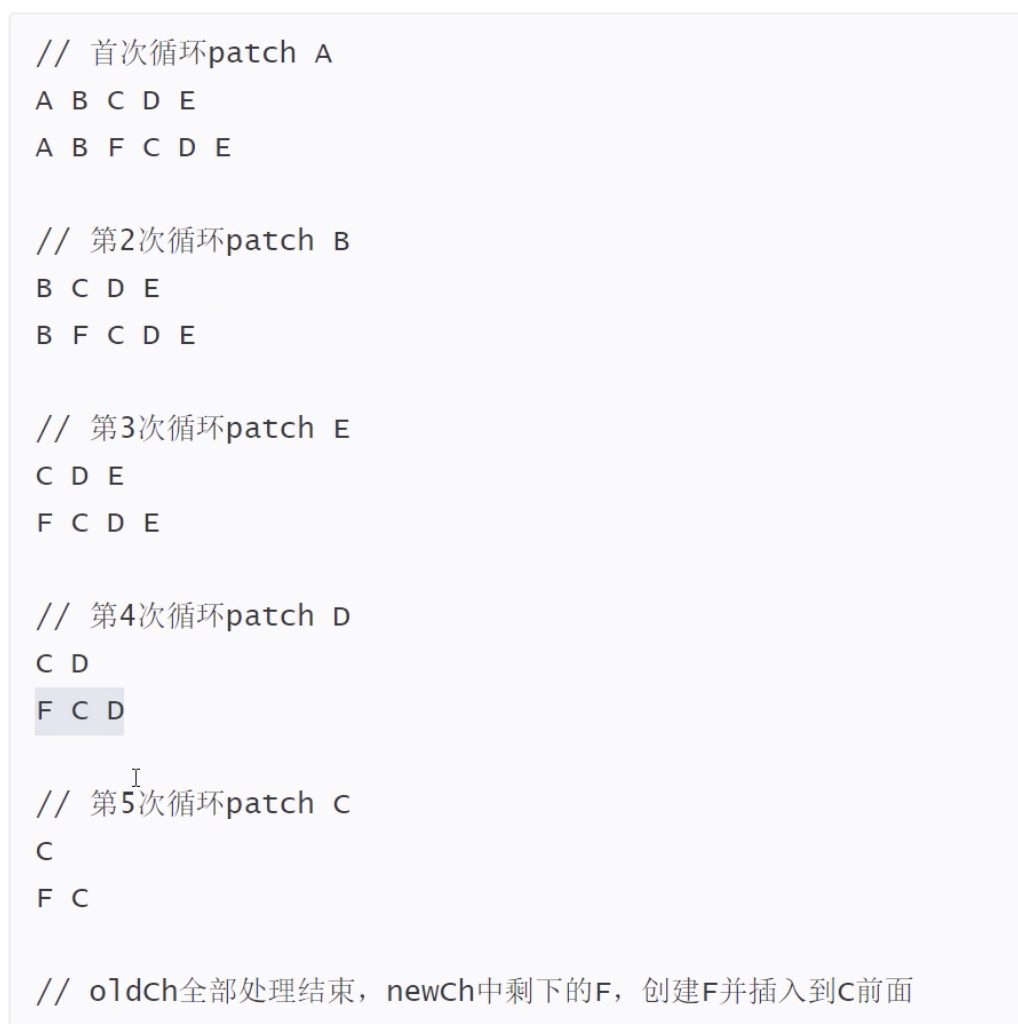 // 首次循环patch A
A B C D E
A B F C D E
// 第2次循环patch B
B C D E
B F C D E
// 第3次循环patch E
C D E
F C D E
// 第4次循环patch D
C D
F C D
// 第5次循环patch C
C
F C
// oldCh全部处理结束，newCh中剩下的F，创建F并插入到C前面